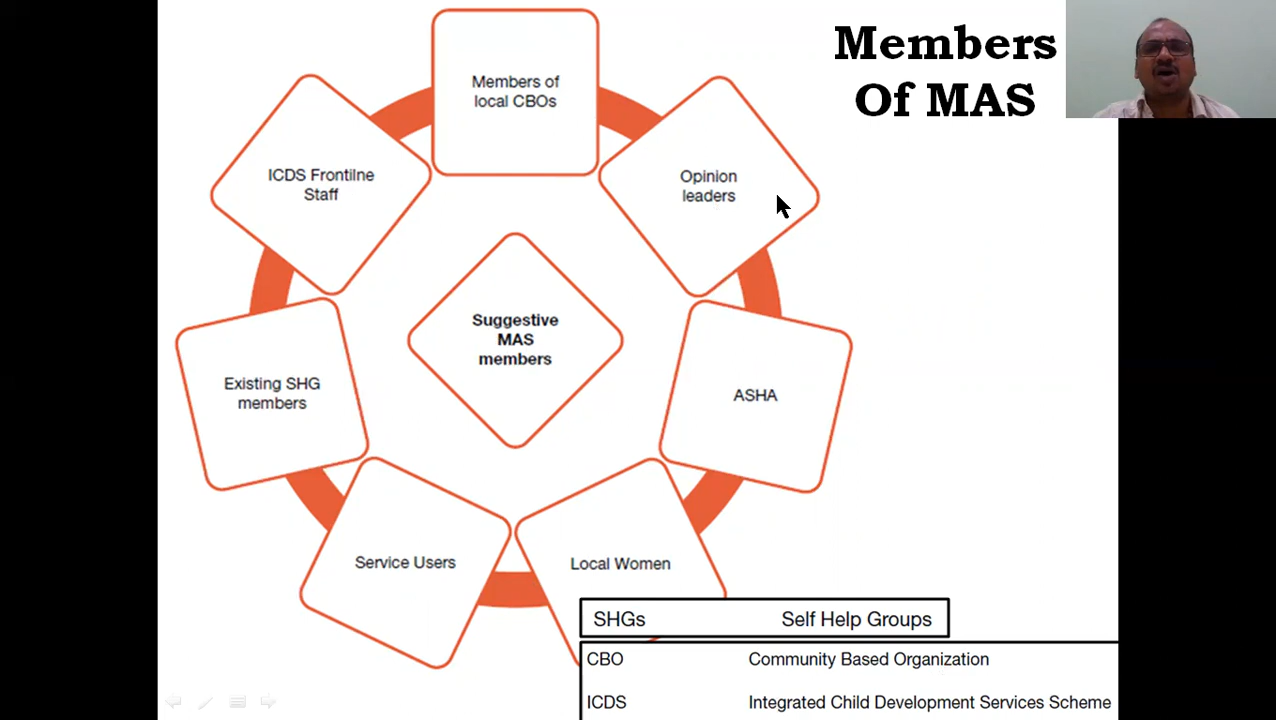 Members
Of MAS
Members of
local CBOs
Opinion
leaders
ICDS Frontilne
Staff
Suggestive
MAS
members
Existing SHG
members
ASHA
Service Users
Local Women
SHGs Self Help Groups
CBO Community Based Organization
ICDS Integrated Child Development Services Scheme